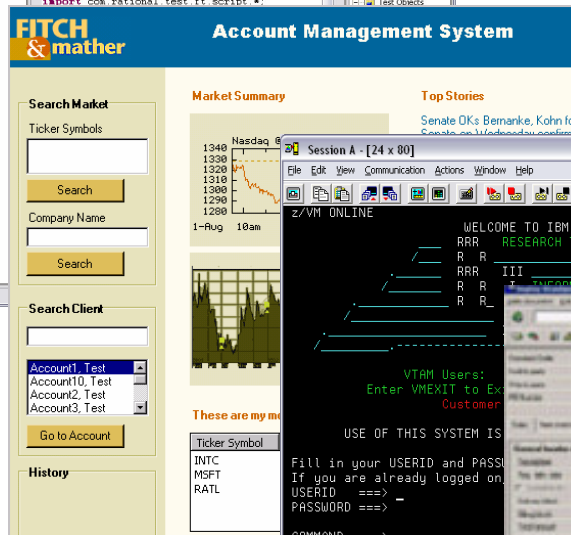 import com.rational.test.ft.script.*;
Test Objects
FITCH
& mather
Account Management System
Search Market
Ticker Symbols
Search
Company Name
Search
Search Client
Account1, Test
Account10, Test
Account2, Test
Account3, Test
Go to Account
History
Market Summary
Nasdaq
1340
1330
1320
1310
1300
1290
1280
1-Aug 10am
These are my
Ticker Symbol
INTC
MSFT
RATL
Top Stories
Senate OKs Bernanke, Kohn
Senate on Wednesday
Session A - [24 x 80]
File Edit View Communication Actions Window Help
z/VM ONLINE
WELCOME TO IBM
RRR RESEARCH
R R
RRR III
R R I
R R_
VTAM Users:
Enter VMEXIT to
Customer
USE OF THIS SYSTEM IS
Fill in your USERID and
If you are already logged on
USERID ===> _
PASSWORD ===>
COMMAND